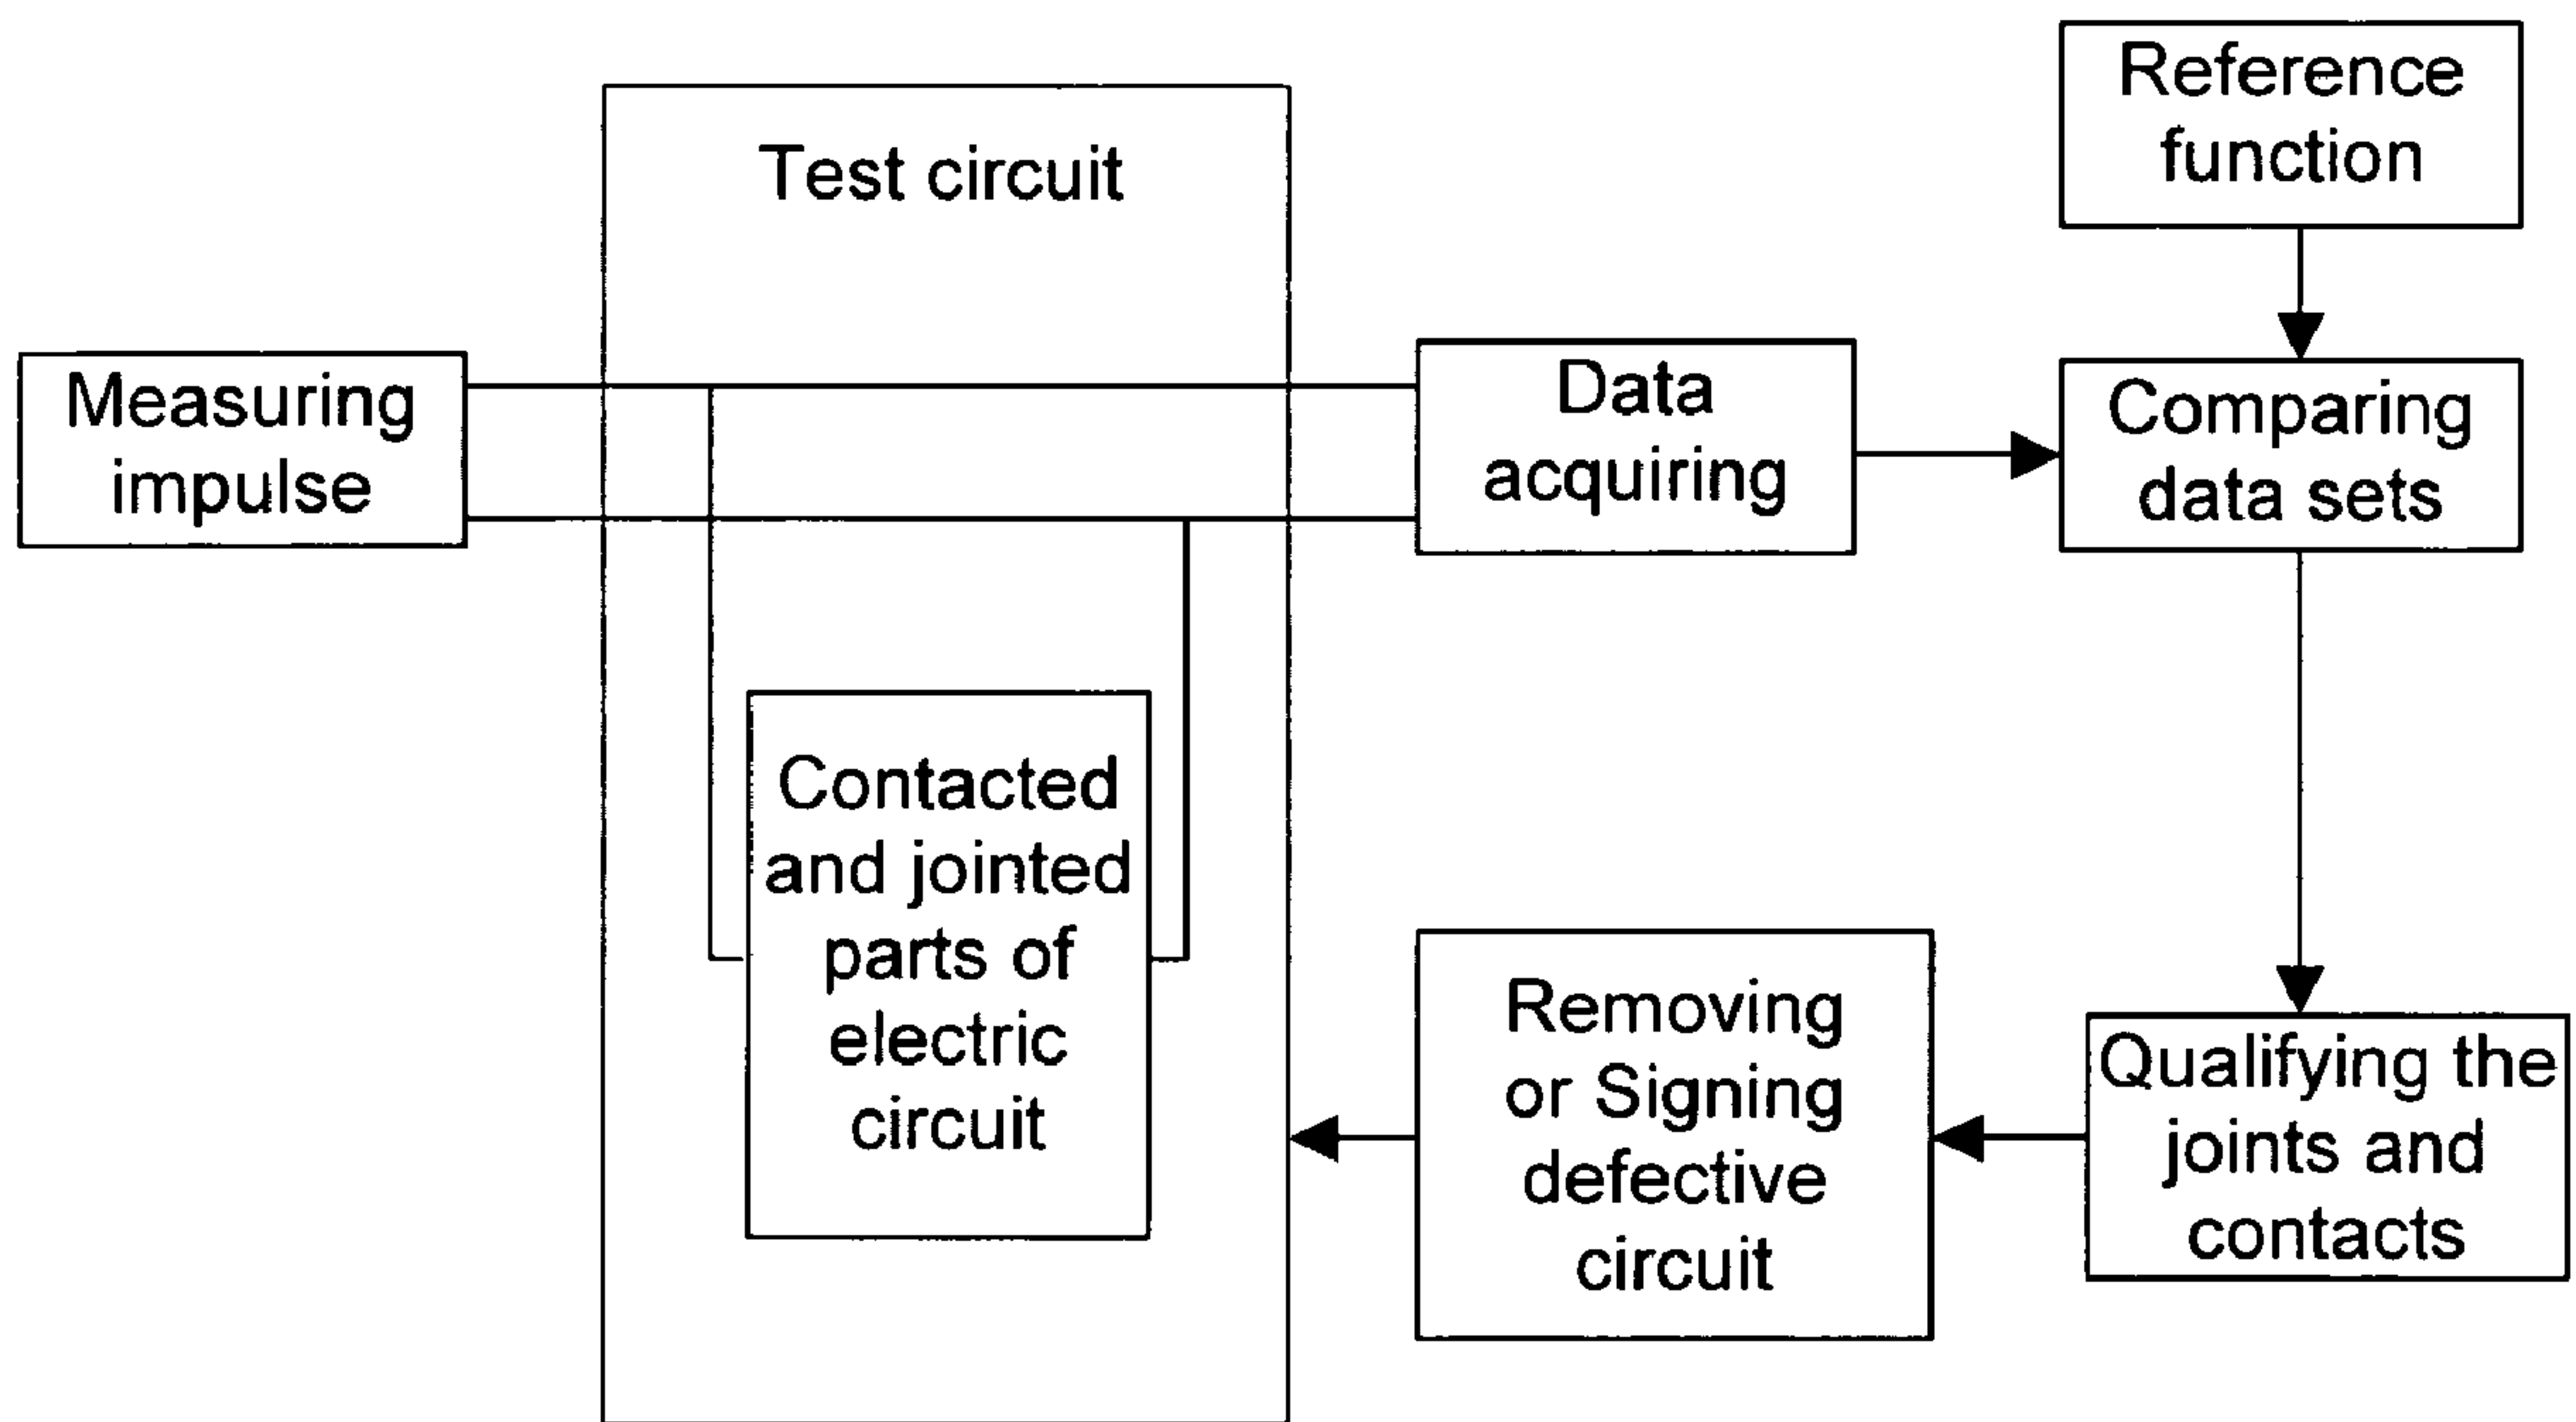 Reference
function
Test circuit
Measuring
impulse
Data
acquiring
Comparing
data sets
Contacted
and jointed
parts of
electric
circuit
Removing
or Signing
defective
circuit
Qualifying the
joints and
contacts